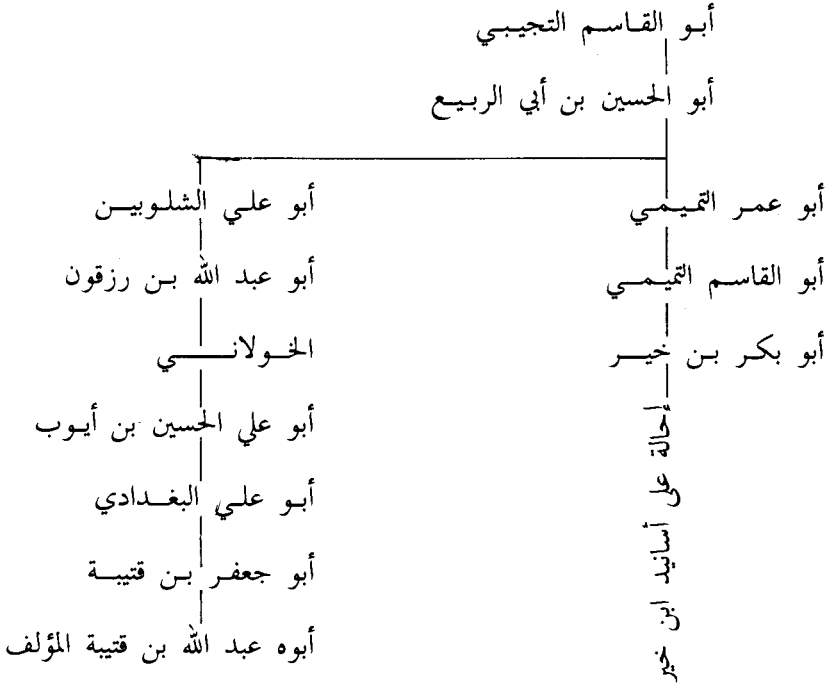 أبو القاسم التجيبي
أبو الحسين بن أبي الربيع
أبو عمر التميمي
أبو القاسم التميمي
أبو بكر بن خير
إحالة على أسانيد ابن خير
أبو علي الشلوبين
أبو عبد الله بن رزقون
الخولاني
أبو علي الحسين بن أيوب
أبو علي البغدادي
أبو جعفر بن قتيبة
أبوه عبد الله بن قتيبة المؤلف